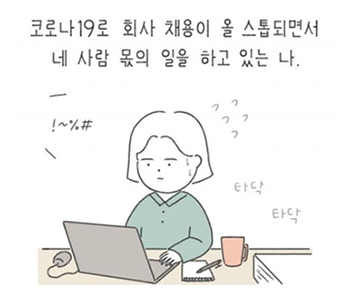 코로나19로 회사 채용이 올 스톱되면서
네 사람 몫의 일을 하고 있는 나.
!~%#
ㄱ ㄱ ㄱ ㄱ ㄱ
타닥
타닥